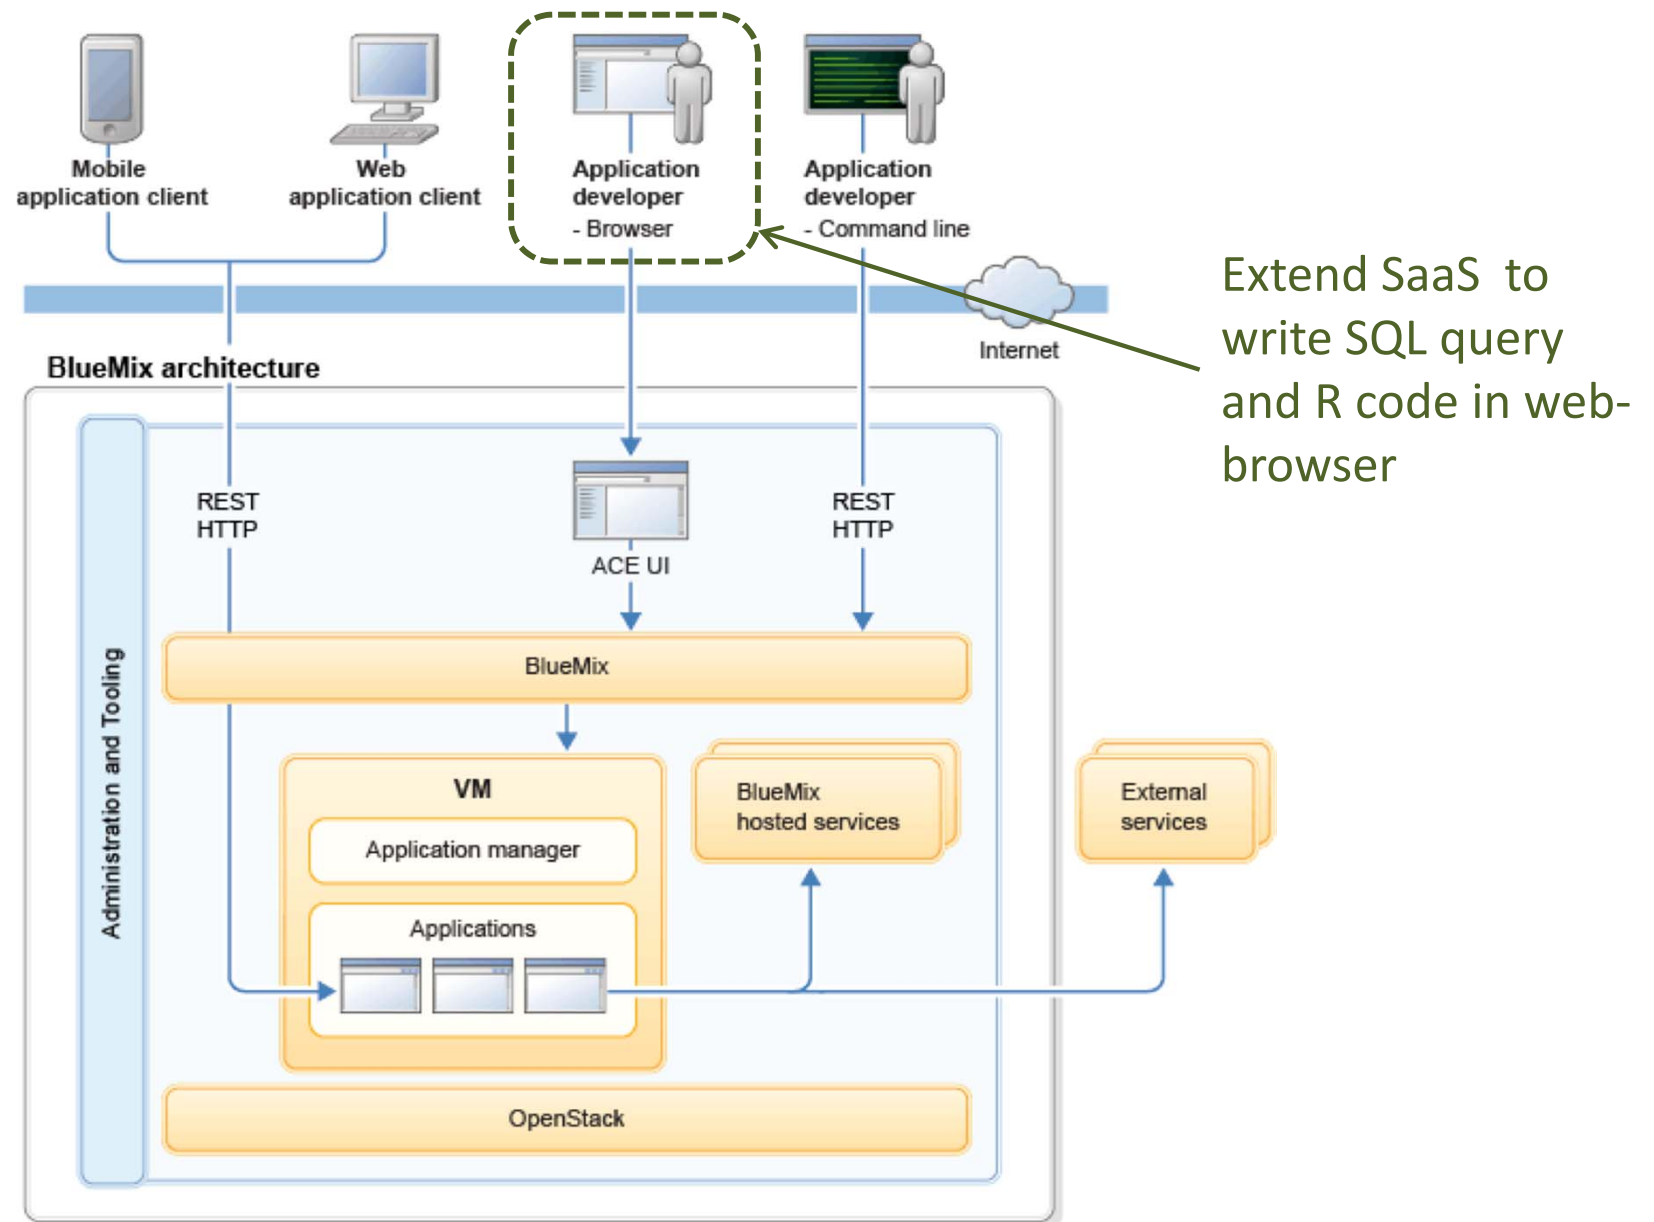 Mobile
application client
Web
application client
Application
developer
- Browser
Application
developer
- Command line
Extend SaaS  to
write SQL query
and R code in web-
browser
Internet
BlueMix architecture
REST
HTTP
ACE UI
REST
HTTP
Administration and Tooling
BlueMix
VM
Application manager
Applications
BlueMix
hosted services
External
services
OpenStack